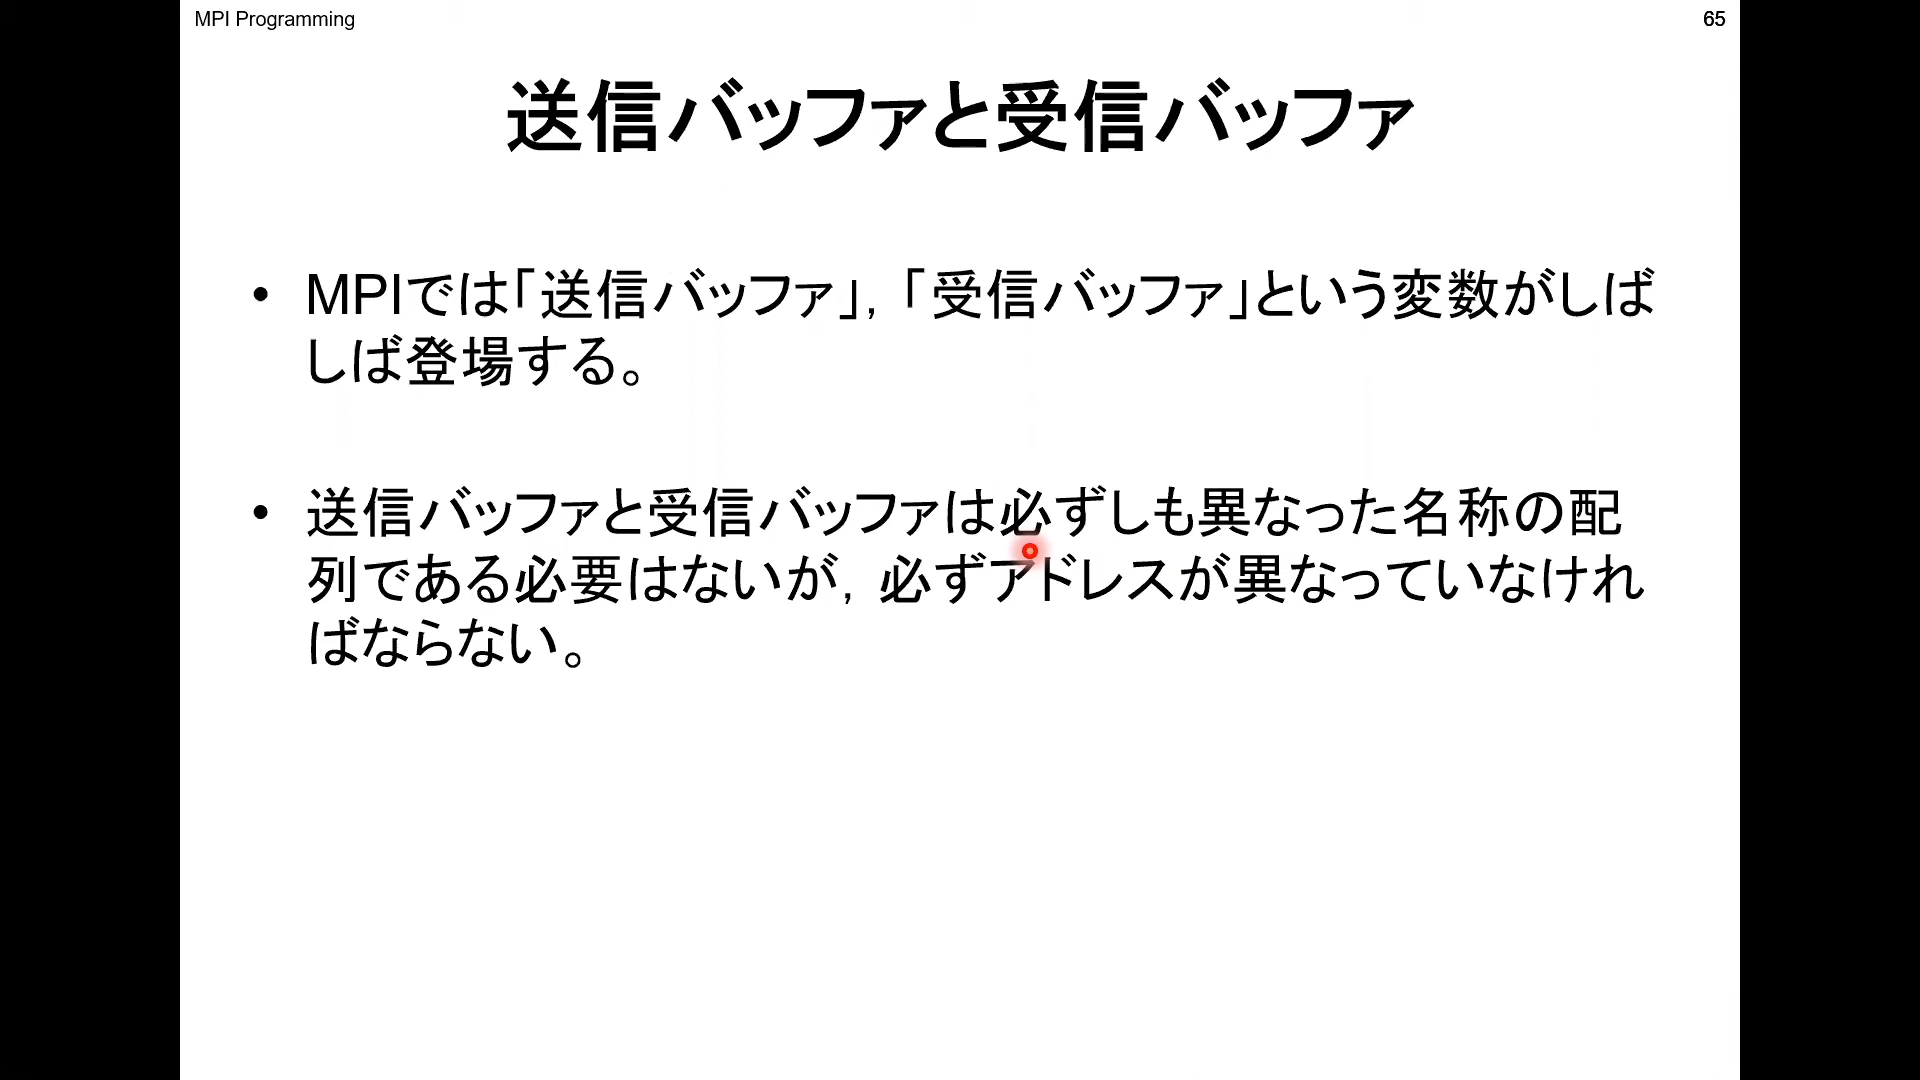 MPI Programming
65
送信バッファと受信バッファ
• MPIでは「送信バッファ」, 「受信バッファ」という変数がしば
しば登場する。
• 送信バッファと受信バッファは必ずしも異なった名称の配
列である必要はないが, 必ずアドレスが異なっていなけれ
ばならない。